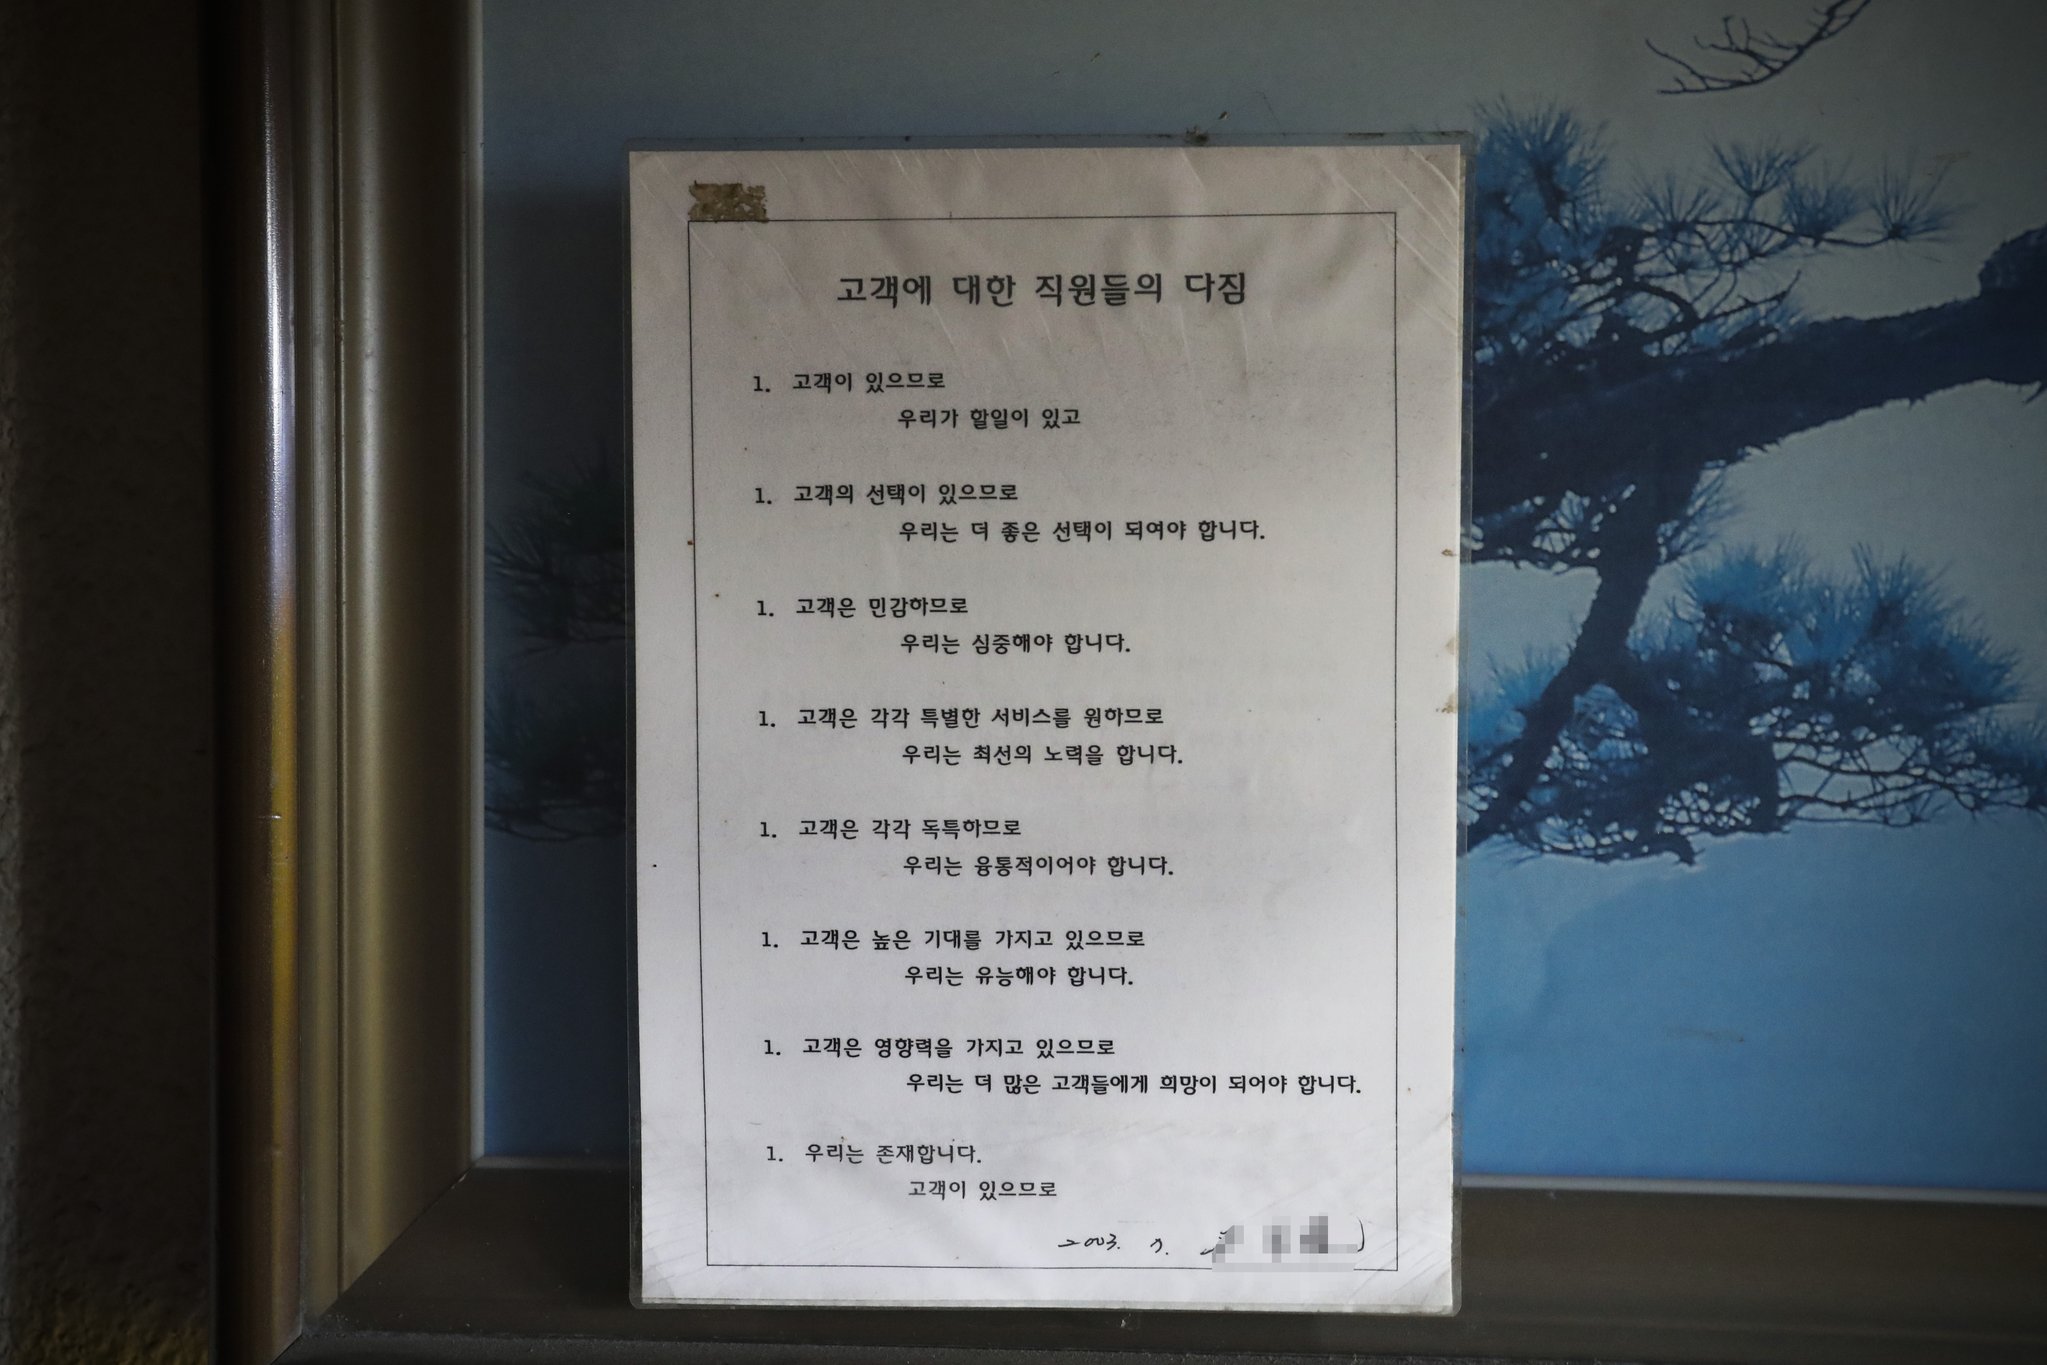 고객에 대한 직원들의 다짐
1. 고객이 있으므로
우리가 할일이 있고
1. 고객의 선택이 있으므로
우리는 더 좋은 선택이 되여야 합니다.
1. 고객은 민감하므로
우리는 심중해야 합니다.
1. 고객은 각각 특별한 서비스를 원하므로
우리는 최선의 노력을 합니다.
1. 고객은 각각 독특하므로
우리는 융통적이어야 합니다.
1. 고객은 높은 기대를 가지고 있으므로
우리는 유능해야 합니다.
1. 고객은 영향력을 가지고 있으므로
우리는 더 많은 고객들에게 희망이 되어야 합니다.
1. 우리는 존재합니다.
고객이 있으므로
2003. 7.